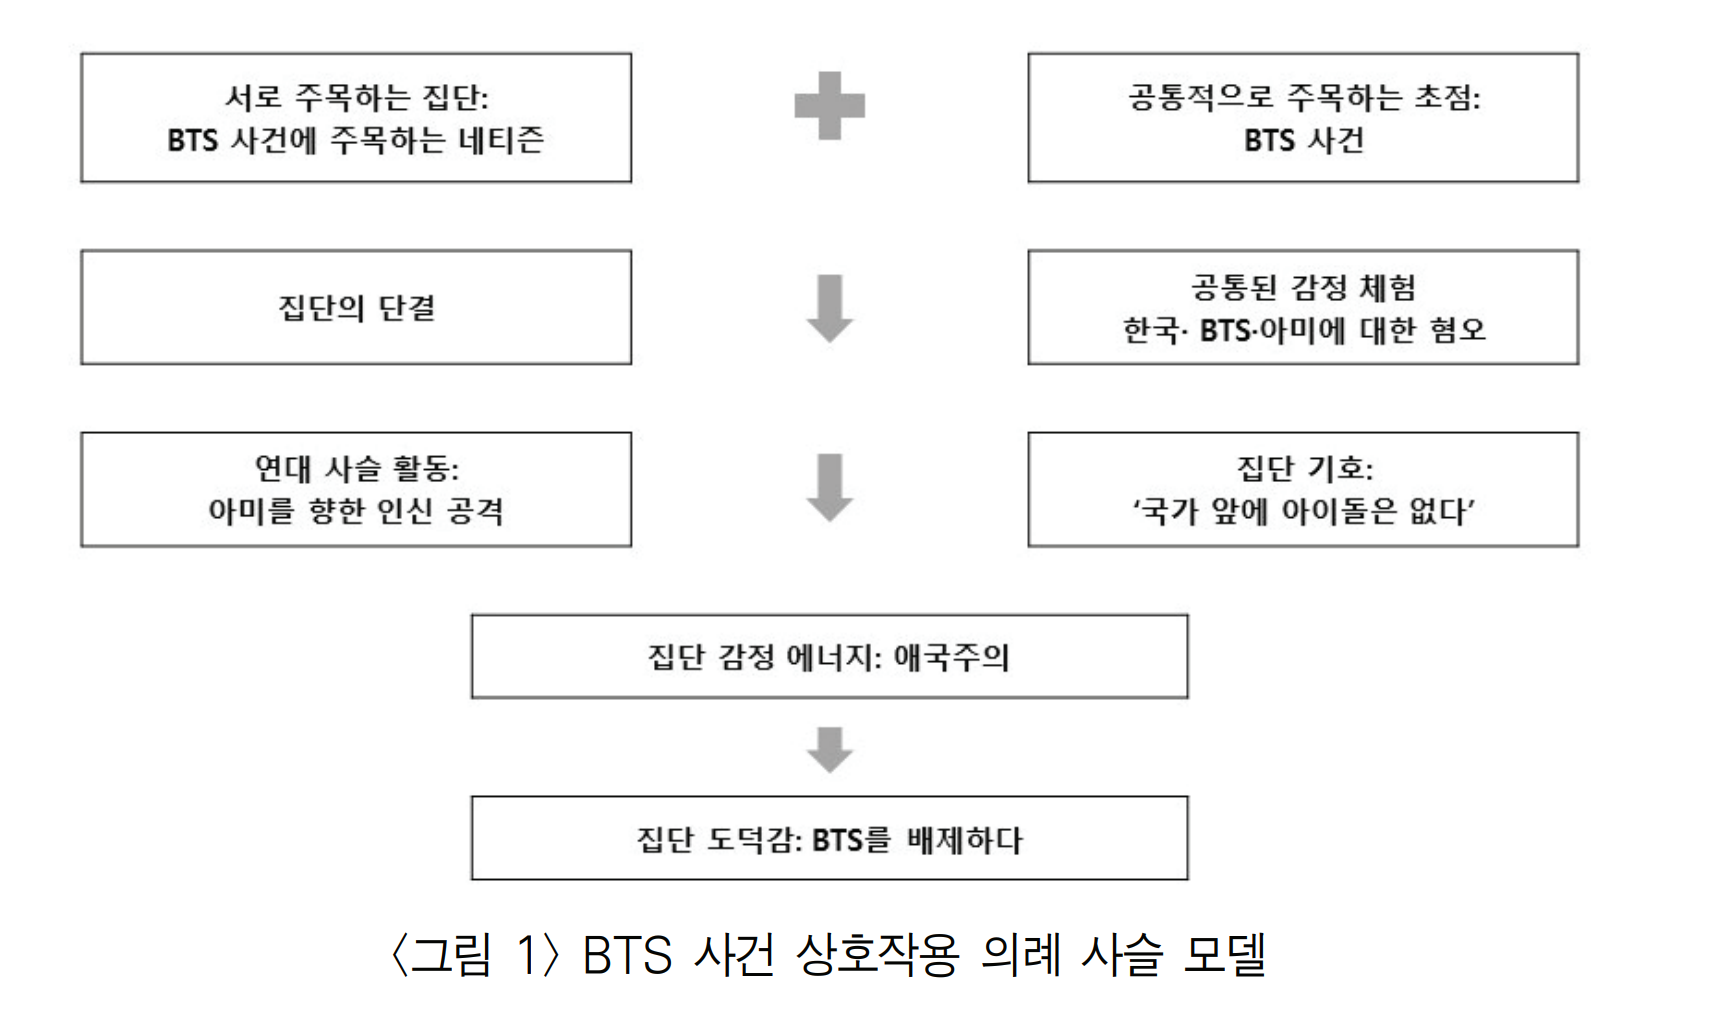 서로 주목하는 집단:
BTS 사건에 주목하는 네티즌
공통적으로 주목하는 초점:
BTS 사건
집단의 단결
공통된 감정 체험
한국· BTS·아미에 대한 혐오
연대 사슬 활동:
아미를 향한 인신 공격
집단 기호:
‘국가 앞에 아이돌은 없다’
집단 감정 에너지: 애국주의
집단 도덕감: BTS를 배제하다
〈그림 1〉 BTS 사건 상호작용 의례 사슬 모델